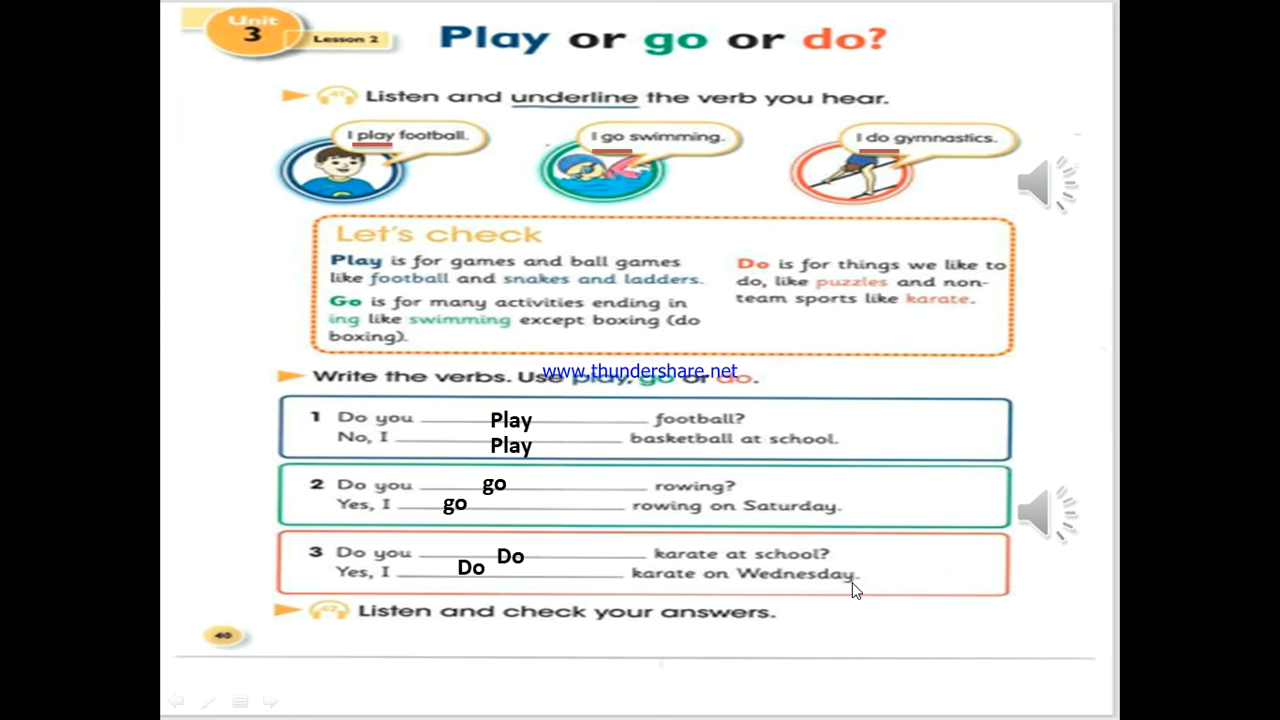 Unit
3
Lesson 2
Play or go or do?
41 Listen and underline the verb you hear.
I play football.
I go swimming.
I do gymnastics.
Let's check
Play is for games and ball games
like football and snakes and ladders.
Go is for many activities ending in
ing like swimming except boxing (do
boxing).
Do is for things we like to
do, like puzzles and non-
team sports like karate.
www.thundershare.net
Write the verbs. Use play, go or do.
1 Do you Play football?
No, I Play basketball at school.
2 Do you go rowing?
Yes, I go rowing on Saturday.
3 Do you Do karate at school?
Yes, I Do karate on Wednesday.
42 Listen and check your answers.
40